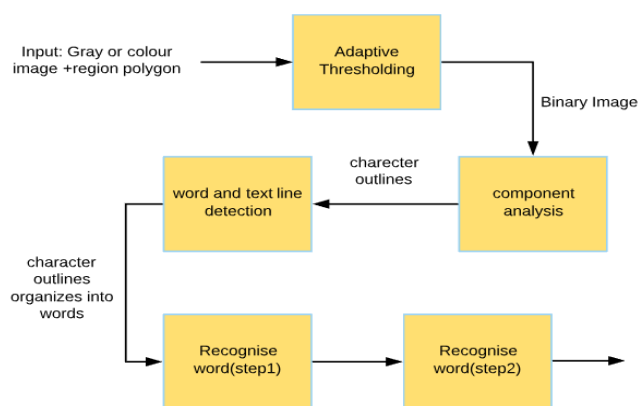 Input: Gray or colour
image +region polygon
Adaptive
Thresholding
Binary Image
component
analysis
charecter
outlines
word and text line
detection
character
outlines
organizes into
words
Recognise
word(step1)
Recognise
word(step2)